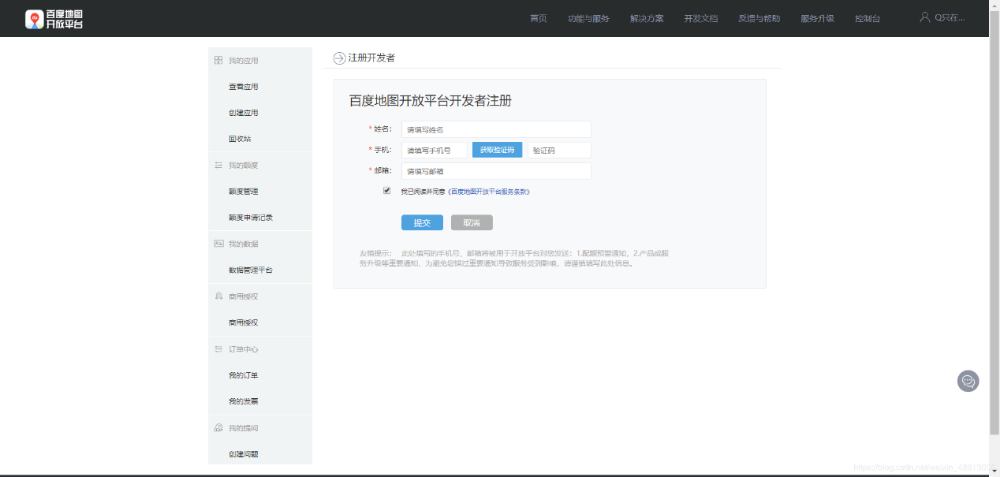 百度地图
开放平台
首页 功能与服务 解决方案 开发文档 反馈与帮助 服务升级 控制台 Q只在...
我的应用
查看应用
创建应用
回收站
我的额度
额度管理
额度申请记录
我的数据
数据管理平台
商用授权
商用授权
订单中心
我的订单
我的发票
我的提问
创建问题
注册开发者
百度地图开放平台开发者注册
* 姓名: 请填写姓名
* 手机: 请填写手机号 获取验证码 验证码
* 邮箱: 请填写邮箱
我已阅读并同意《百度地图开放平台服务条款》
提交 取消
友情提示: 此处填写的手机号、邮箱将被用于开放平台对您发送：1.配额预警通知，2.产品或服
务升级等重要通知，为避免您错过重要通知导致服务受到影响，请谨慎填写此处信息。